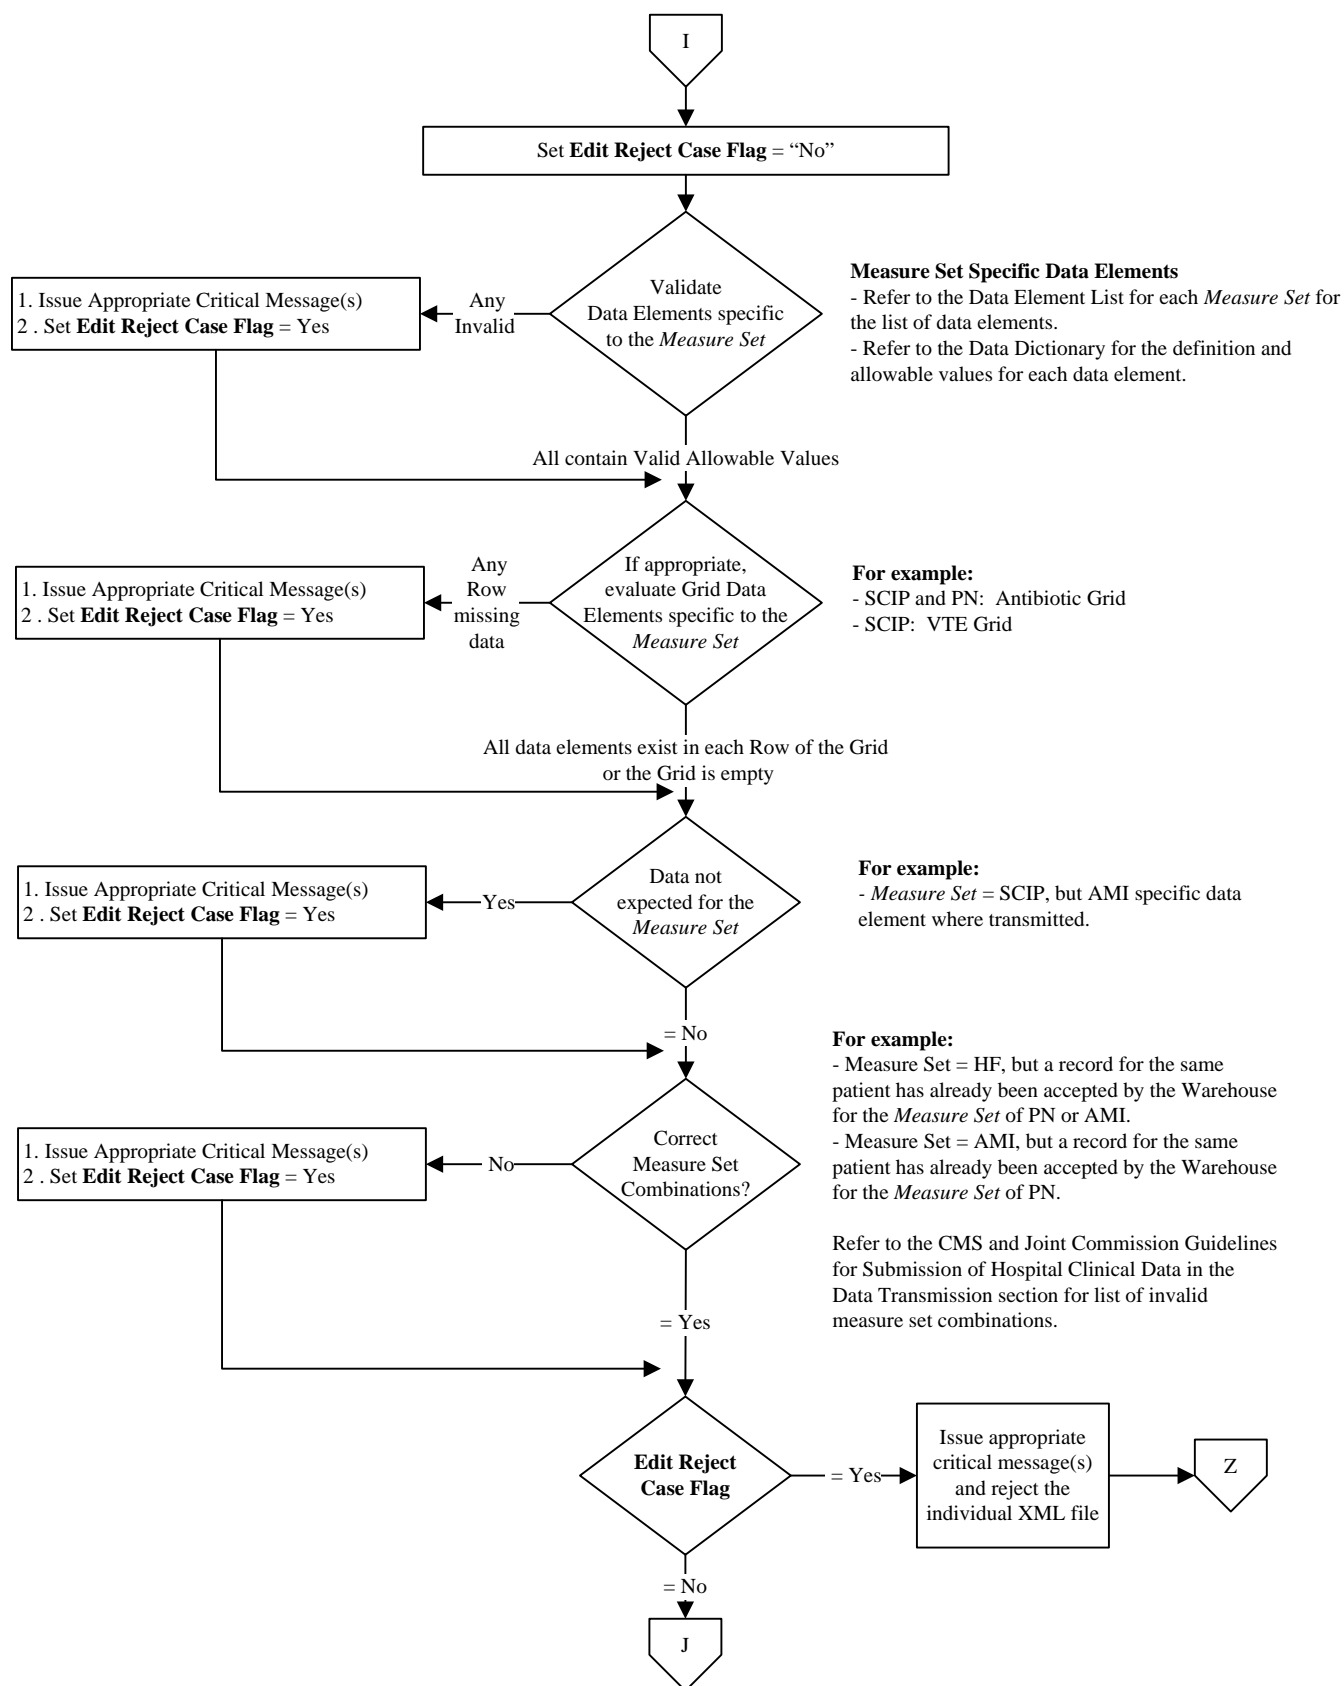 I
Set Edit Reject Case Flag = “No”
Validate
Data Elements specific
to the Measure Set
Any
Invalid
1. Issue Appropriate Critical Message(s)
2 . Set Edit Reject Case Flag = Yes
Measure Set Specific Data Elements
- Refer to the Data Element List for each Measure Set for
the list of data elements.
- Refer to the Data Dictionary for the definition and
allowable values for each data element.
All contain Valid Allowable Values
If appropriate,
evaluate Grid Data
Elements specific to the
Measure Set
Any
Row
missing
data
1. Issue Appropriate Critical Message(s)
2 . Set Edit Reject Case Flag = Yes
For example:
- SCIP and PN:  Antibiotic Grid
- SCIP:  VTE Grid
All data elements exist in each Row of the Grid
or the Grid is empty
Data not
expected for the
Measure Set
Yes
1. Issue Appropriate Critical Message(s)
2 . Set Edit Reject Case Flag = Yes
For example:
- Measure Set = SCIP, but AMI specific data
element where transmitted.
= No
Correct
Measure Set
Combinations?
No
1. Issue Appropriate Critical Message(s)
2 . Set Edit Reject Case Flag = Yes
For example:
- Measure Set = HF, but a record for the same
patient has already been accepted by the Warehouse
for the Measure Set of PN or AMI.
- Measure Set = AMI, but a record for the same
patient has already been accepted by the Warehouse
for the Measure Set of PN.
Refer to the CMS and Joint Commission Guidelines
for Submission of Hospital Clinical Data in the
Data Transmission section for list of invalid
measure set combinations.
= Yes
Edit Reject
Case Flag
= Yes
Issue appropriate
critical message(s)
and reject the
individual XML file
Z
= No
J